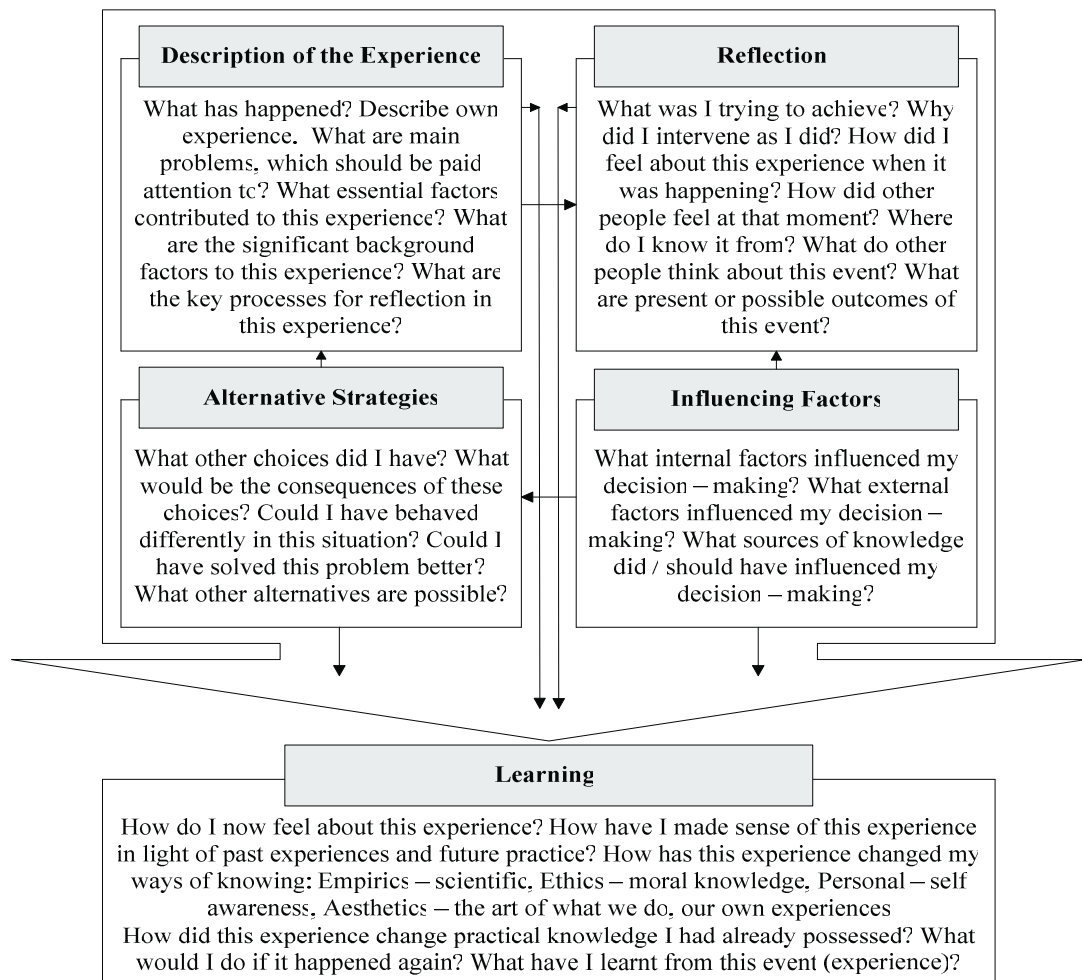 Description of the Experience
What has happened? Describe own
experience. What are main
problems, which should be paid
attention to? What essential factors
contributed to this experience? What
are the significant background
factors to this experience? What are
the key processes for reflection in
this experience?
Reflection
What was I trying to achieve? Why
did I intervene as I did? How did I
feel about this experience when it
was happening? How did other
people feel at that moment? Where
do I know it from? What do other
people think about this event? What
are present or possible outcomes of
this event?
Alternative Strategies
What other choices did I have? What
would be the consequences of these
choices? Could I have behaved
differently in this situation? Could I
have solved this problem better?
What other alternatives are possible?
Influencing Factors
What internal factors influenced my
decision – making? What external
factors influenced my decision –
making? What sources of knowledge
did / should have influenced my
decision – making?
Learning
How do I now feel about this experience? How have I made sense of this experience
in light of past experiences and future practice? How has this experience changed my
ways of knowing: Empirics – scientific, Ethics – moral knowledge, Personal – self
awareness, Aesthetics – the art of what we do, our own experiences
How did this experience change practical knowledge I had already possessed? What
would I do if it happened again? What have I learnt from this event (experience)?